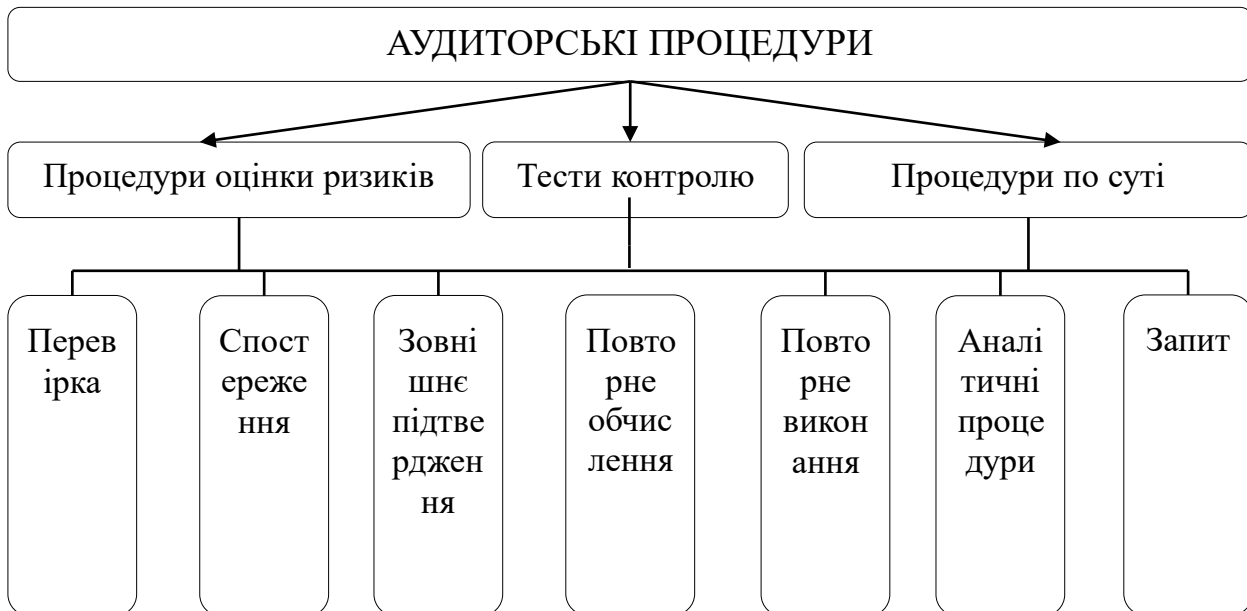 АУДИТОРСЬКІ ПРОЦЕДУРИ
Процедури оцінки ризиків
Тести контролю
Процедури по суті
Перев
ірка
Спост
ереже
ння
Зовні
шнє
підтве
рджен
ня
Повто
рне
обчис
лення
Повто
рне
викон
ання
Аналі
тичні
проце
дури
Запит